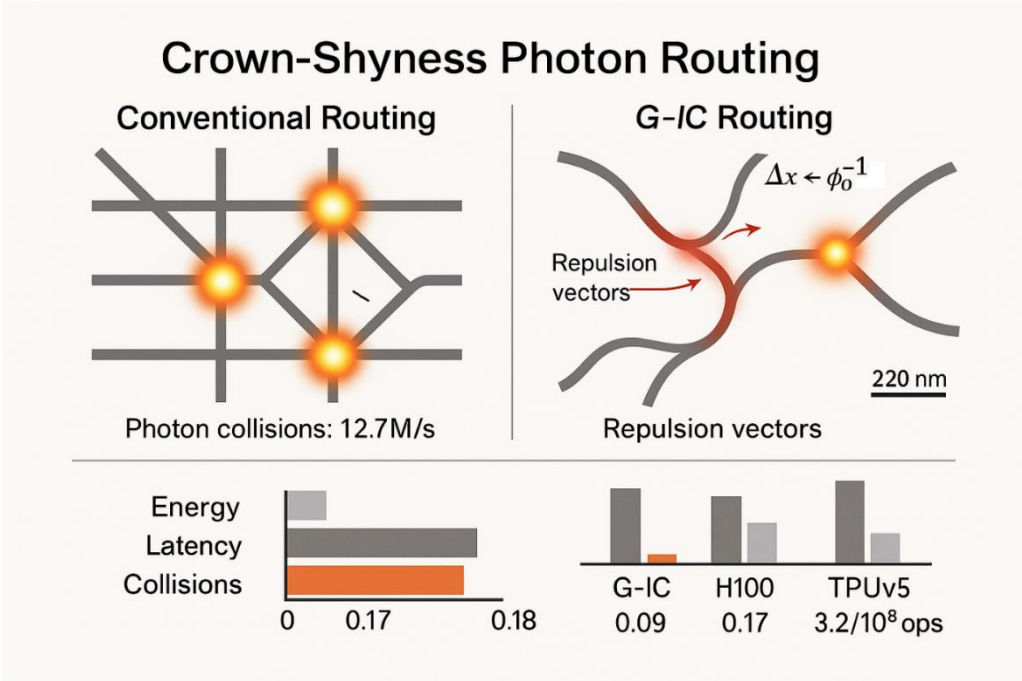 Crown-Shyness Photon Routing
Conventional Routing
Photon collisions: 12.7M/s
G-IC Routing
Δx ← ϕₒ⁻¹
Repulsion
vectors
220 nm
Repulsion vectors
Energy
Latency
Collisions
0 0.17 0.18
G-IC H100 TPUv5
0.09 0.17 3.2/10⁸ ops